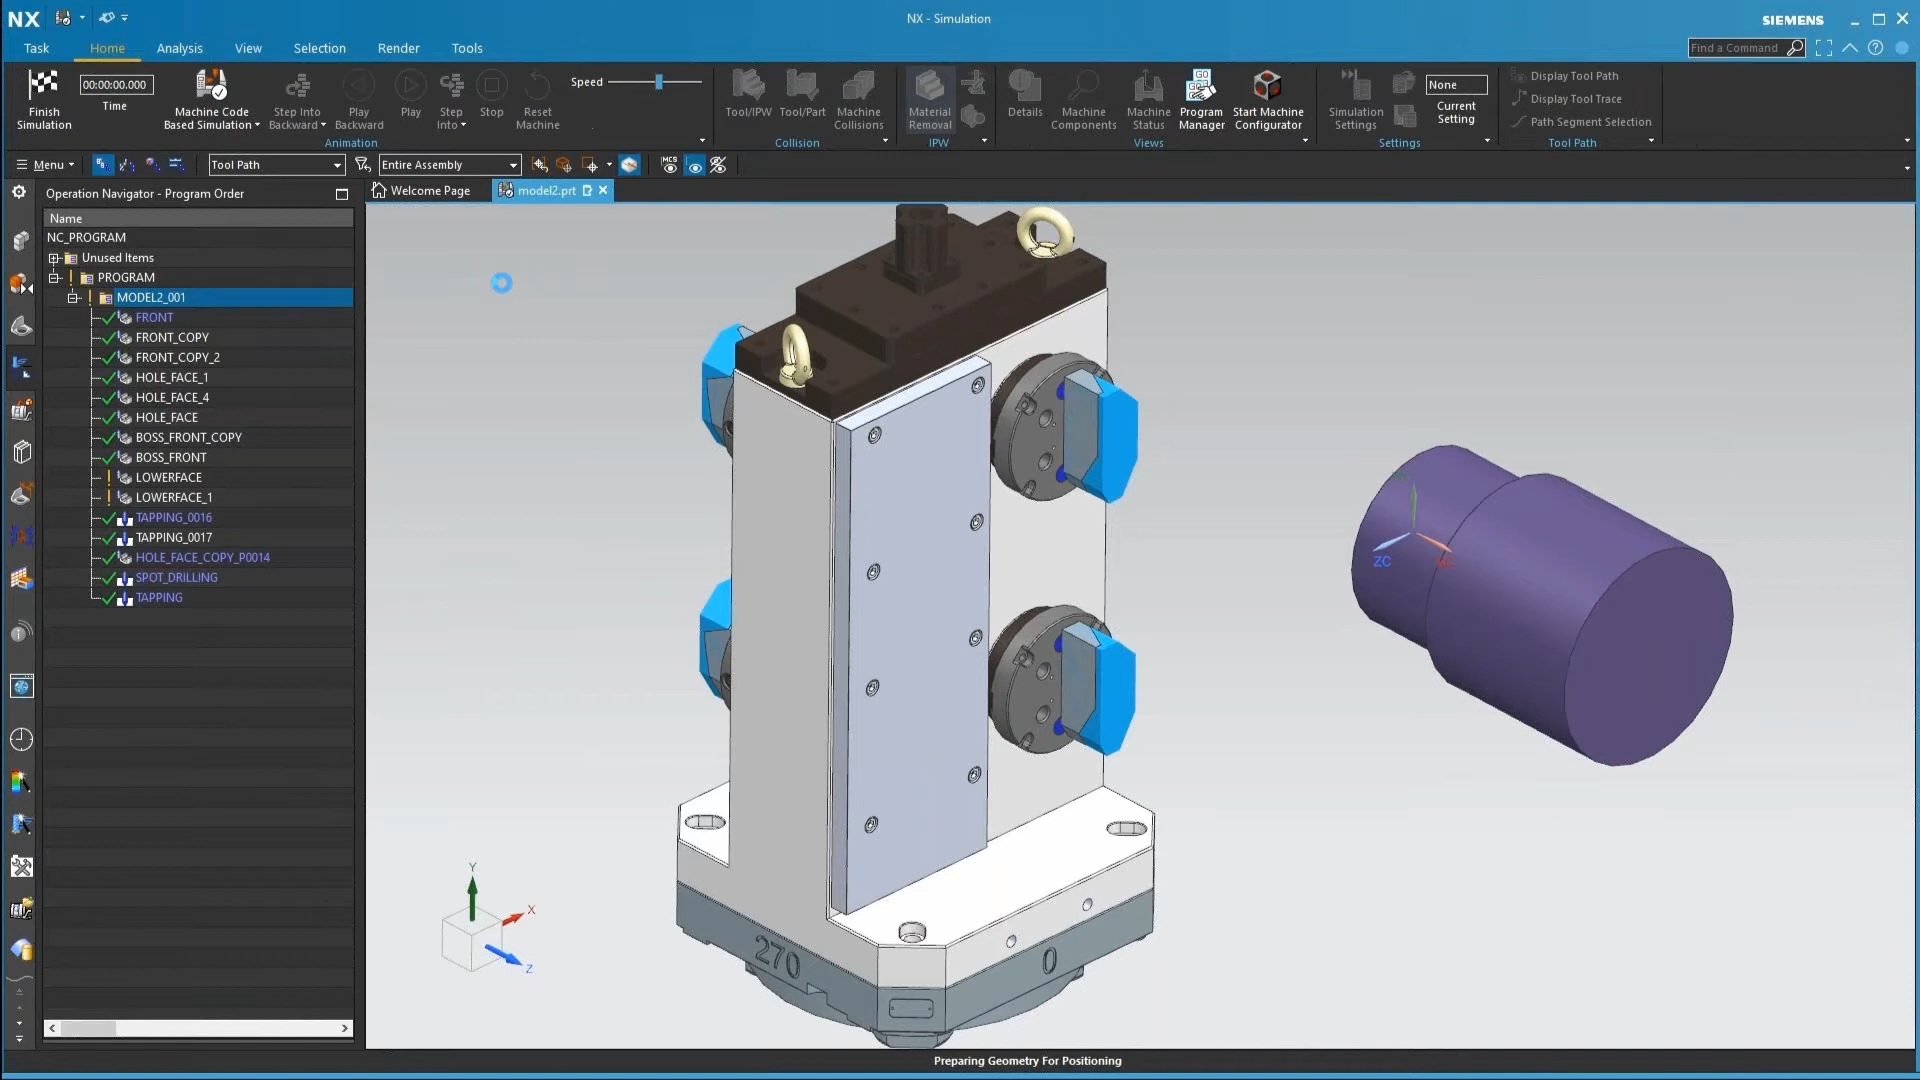 NX
NX - Simulation
SIEMENS
Task
Home
Analysis
View
Selection
Render
Tools
Find a Command
Finish Simulation
00:00:00.000
Time
Machine Code Based Simulation
Step Into Backward
Play Backward
Play
Step Into
Stop
Reset Machine
Speed
Animation
Tool/IPW
Tool/Part
Machine Collisions
Collision
Material Removal
IPW
Details
Machine Components
Machine Status
GO
Program Manager
Start Machine Configurator
Views
Simulation Settings
None
Current Setting
Settings
Display Tool Path
Display Tool Trace
Path Segment Selection
Tool Path
Menu
Tool Path
Entire Assembly
MCS
Operation Navigator - Program Order
Welcome Page
model2.prt
Name
NC_PROGRAM
Unused Items
PROGRAM
MODEL2_001
FRONT
FRONT_COPY
FRONT_COPY_2
HOLE_FACE_1
HOLE_FACE_4
HOLE_FACE
BOSS_FRONT_COPY
BOSS_FRONT
LOWERFACE
LOWERFACE_1
TAPPING_0016
TAPPING_0017
HOLE_FACE_COPY_P0014
SPOT_DRILLING
TAPPING
ZC
Y
X
Z
270
0
Preparing Geometry For Positioning